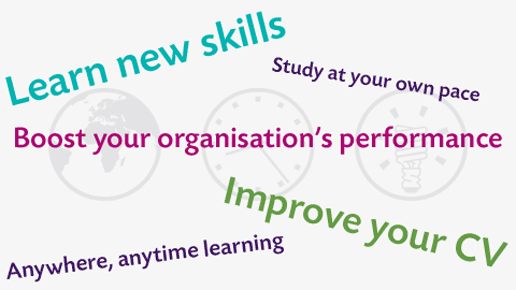 Learn new skills
Study at your own pace
Boost your organisation's performance
Improve your CV
Anywhere, anytime learning